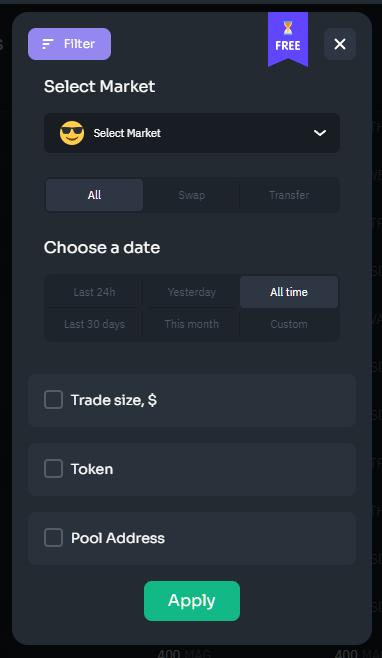 Filter
FREE
Select Market
Select Market
All Swap Transfer
Choose a date
Last 24h Yesterday All time
Last 30 days This month Custom
Trade size, $
Token
Pool Address
Apply
400 MAG 400 MA